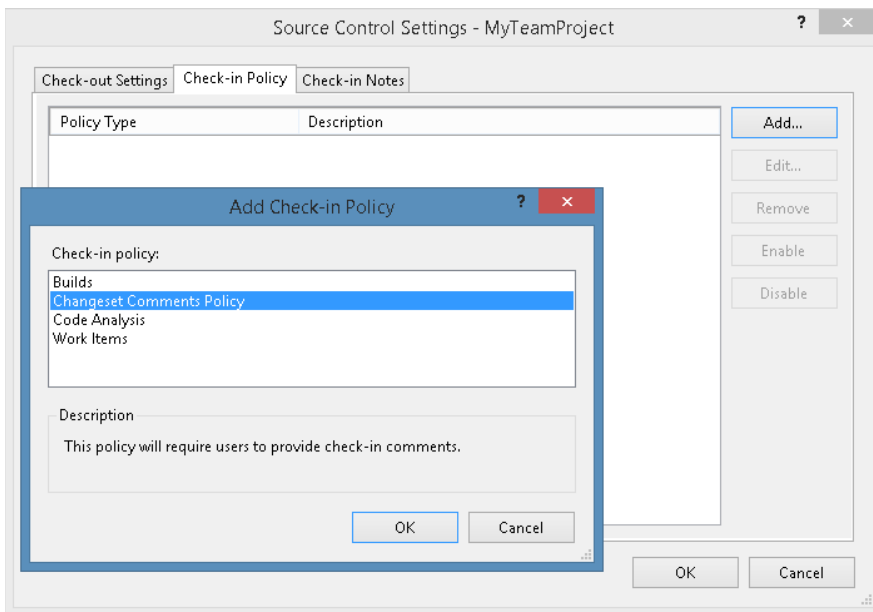 Source Control Settings - MyTeamProject
?
Check-out Settings Check-in Policy Check-in Notes
Policy Type Description
Add...
Edit...
Remove
Enable
Disable
Add Check-in Policy
?
Check-in policy:
Builds
Changeset Comments Policy
Code Analysis
Work Items
Description
This policy will require users to provide check-in comments.
OK Cancel
OK Cancel